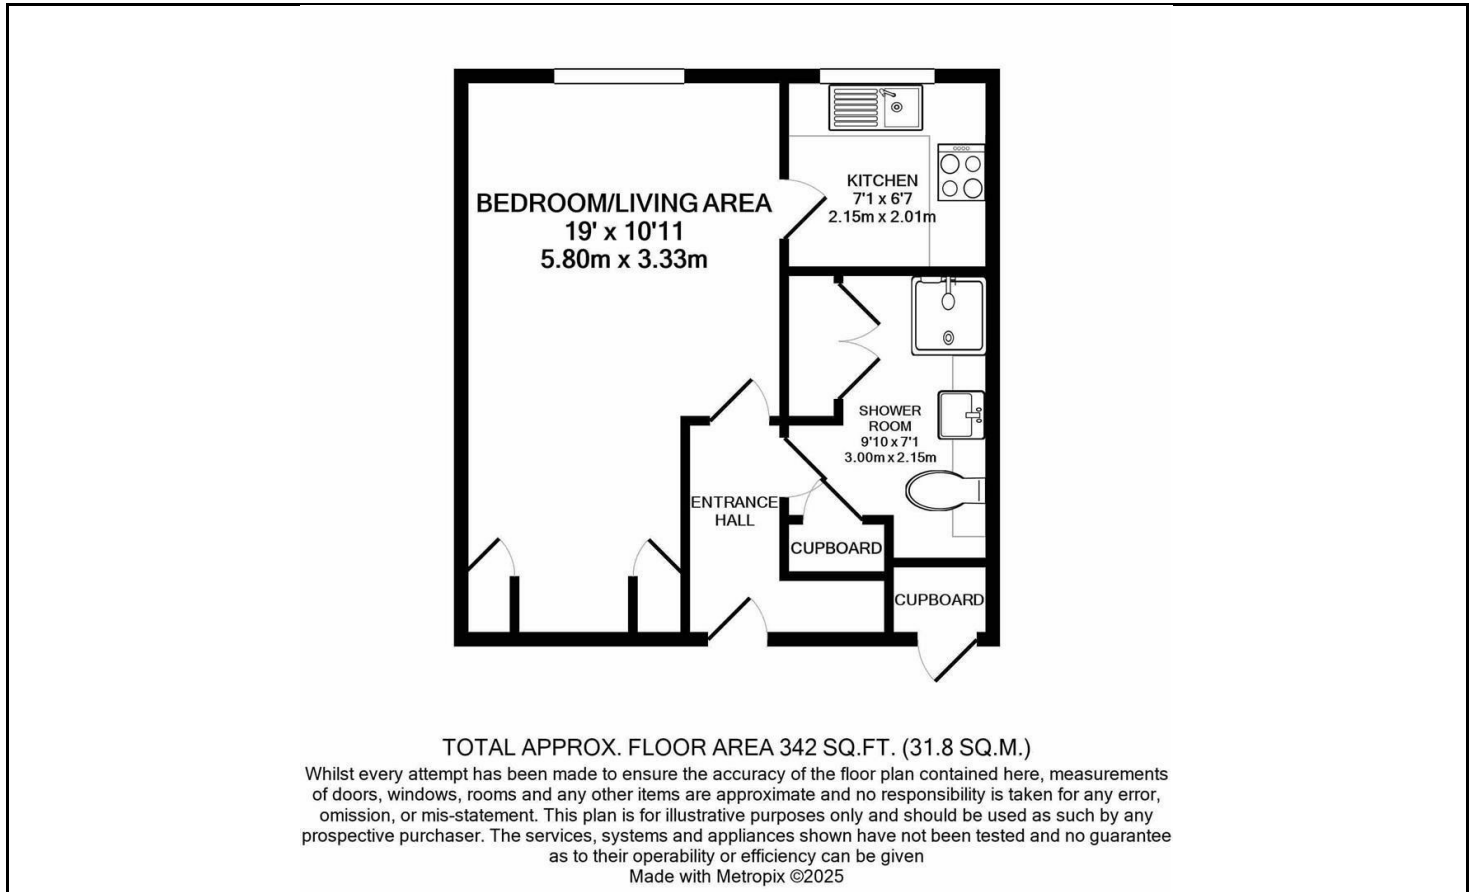 BEDROOM/LIVING AREA
19' x 10'11
5.80m x 3.33m
KITCHEN
7'1 x 6'7
2.15m x 2.01m
SHOWER
ROOM
9'10 x 7'1
3.00m x 2.15m
ENTRANCE
HALL
CUPBOARD
CUPBOARD
TOTAL APPROX. FLOOR AREA 342 SQ.FT. (31.8 SQ.M.)
Whilst every attempt has been made to ensure the accuracy of the floor plan contained here, measurements
of doors, windows, rooms and any other items are approximate and no responsibility is taken for any error,
omission, or mis-statement. This plan is for illustrative purposes only and should be used as such by any
prospective purchaser. The services, systems and appliances shown have not been tested and no guarantee
as to their operability or efficiency can be given
Made with Metropix ©2025